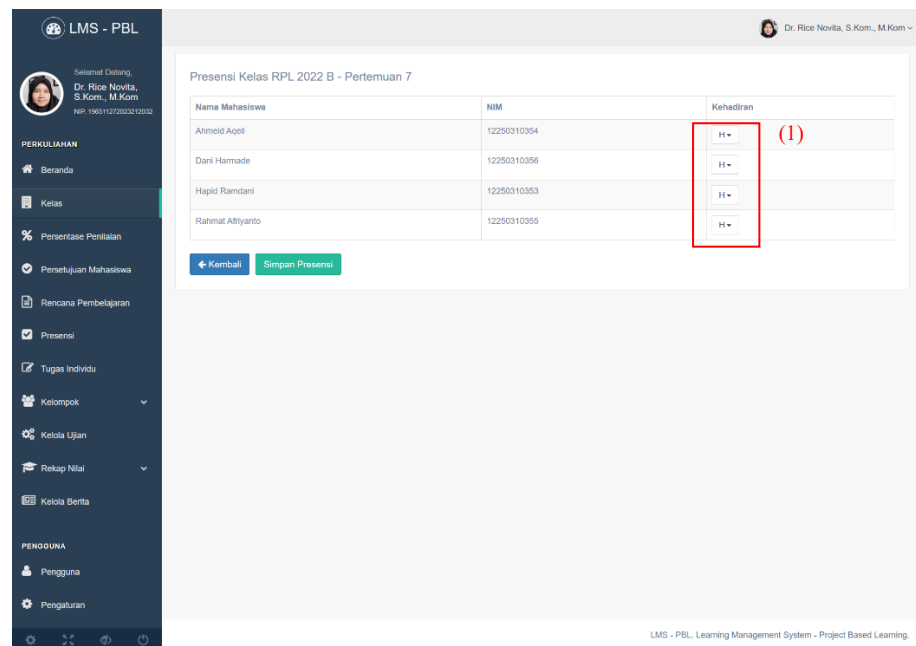 LMS - PBL
Dr. Rice Novita, S.Kom., M.Kom
Selamat Datang,
Dr. Rice Novita,
S.Kom., M.Kom
NIP. 198511272023212032
PERKULIAHAN
Beranda
Kelas
Persentase Penilaian
Persetujuan Mahasiswa
Rencana Pembelajaran
Presensi
Tugas Individu
Kelompok
Kelola Ujian
Rekap Nilai
Kelola Berita
PENGGUNA
Pengguna
Pengaturan
Presensi Kelas RPL 2022 B - Pertemuan 7
Nama Mahasiswa NIM Kehadiran
Ahmeid Aqeil 12250310354 H (1)
Dani Harmade 12250310356 H
Hapid Ramdani 12250310353 H
Rahmat Afriyanto 12250310355 H
Kembali Simpan Presensi
LMS - PBL. Learning Management System - Project Based Learning.